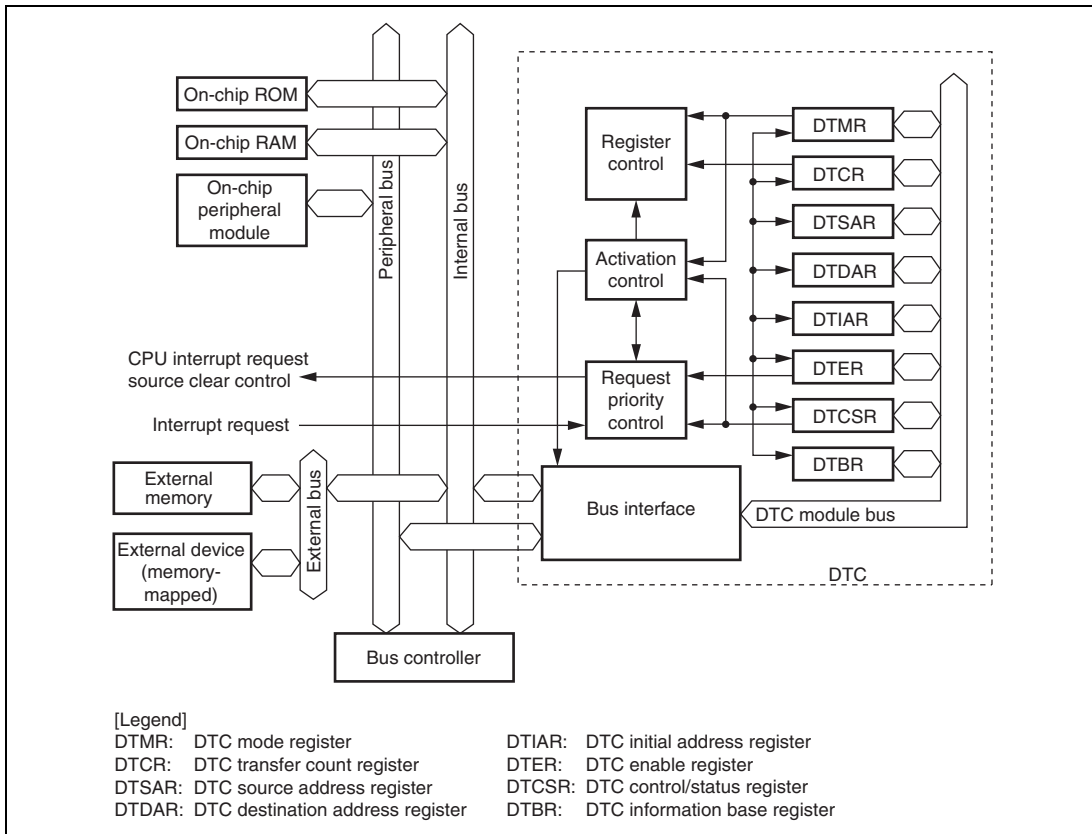 On-chip ROM
On-chip RAM
On-chip
peripheral
module
Peripheral bus
Internal bus
Register
control
Activation
control
Request
priority
control
DTMR
DTCR
DTSAR
DTDAR
DTIAR
DTER
DTCSR
DTBR
CPU interrupt request
source clear control
Interrupt request
External
memory
External device
(memory-
mapped)
External bus
Bus interface
DTC module bus
DTC
Bus controller
[Legend]
DTMR: DTC mode register
DTCR: DTC transfer count register
DTSAR: DTC source address register
DTDAR: DTC destination address register
DTIAR: DTC initial address register
DTER: DTC enable register
DTCSR: DTC control/status register
DTBR: DTC information base register